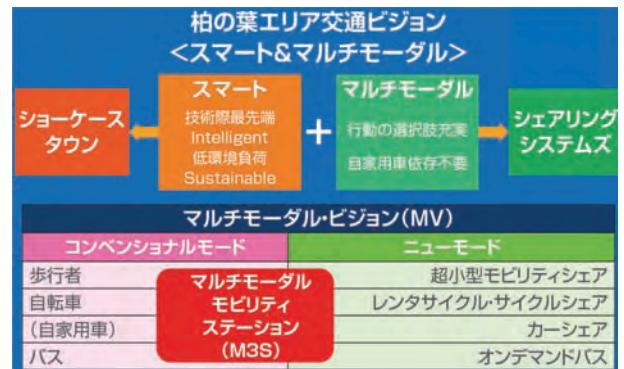 柏の葉エリア交通ビジョン
<スマート&マルチモーダル>
ショーケース
タウン
スマート
技術際最先端
Intelligent
低環境負荷
Sustainable
+
マルチモーダル
行動の選択肢充実
自家用車依存不要
シェアリング
システムズ
マルチモーダル・ビジョン(MV)
コンベンショナルモード
ニューモード
歩行者
自転車
(自家用車)
バス
マルチモーダル
モビリティ
ステーション
(M3S)
超小型モビリティシェア
レンタサイクル・サイクルシェア
カーシェア
オンデマンドバス